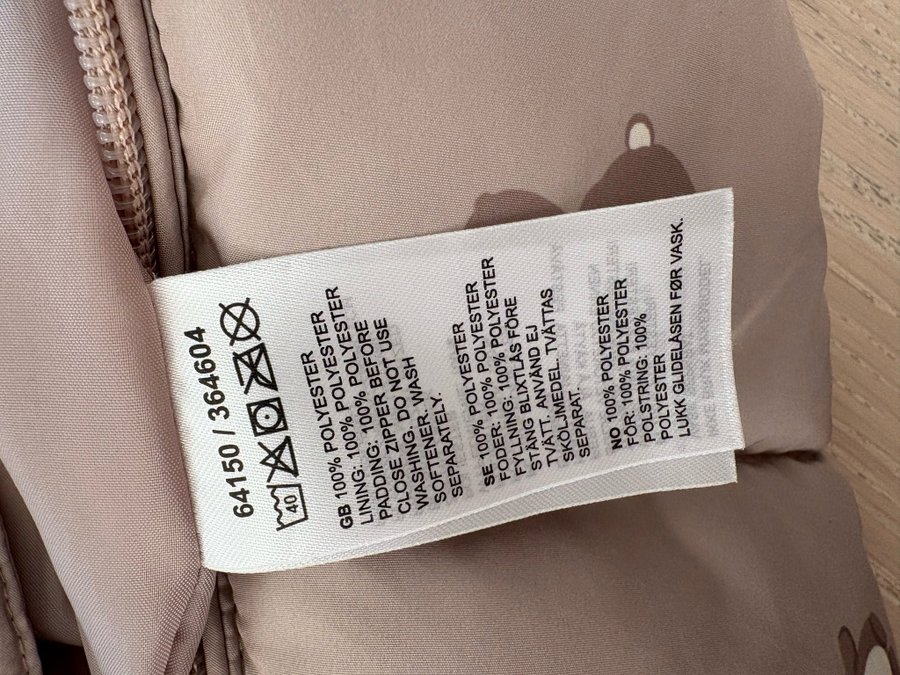 64150 / 364604
40
GB 100% POLYESTER
LINING: 100% POLYESTER
PADDING: 100% POLYESTER
CLOSE ZIPPER BEFORE
WASHING. DO NOT USE
SOFTENER. WASH
SEPARATELY.
SE 100% POLYESTER
FODER: 100% POLYESTER
FYLLNING: 100% POLYESTER
STÄNG BLIXTLÅS FÖRE
TVÄTT. ANVÄND EJ
SKÖLJMEDEL. TVÄTTAS
SEPARAT.
NO 100% POLYESTER
FÓR: 100% POLYESTER
POLSTRING: 100%
POLYESTER
LUKK GLIDELÅSEN FØR VASK.